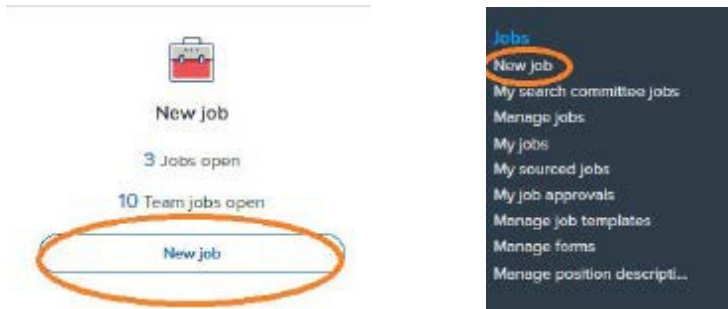 New job
3 Jobs open
10 Team jobs open
New job
Jobs
New job
My search committee jobs
Manage jobs
My jobs
My sourced jobs
My job approvals
Manage job templates
Manage forms
Manage position descripti...